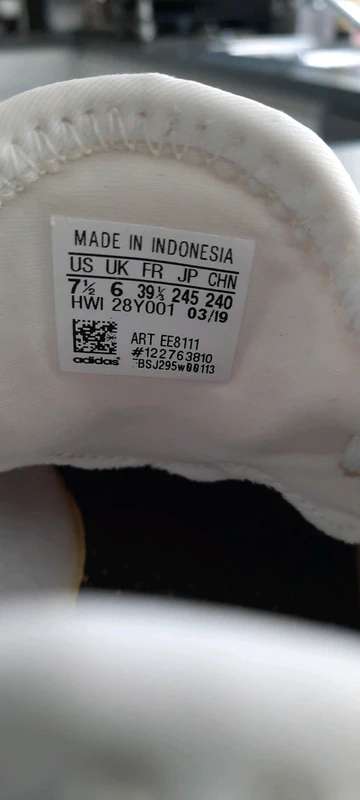 MADE IN INDONESIA
US UK FR JP CHN
7½ 6 39⅓ 245 240
HWI 28Y001 03/19
ART EE8111
#122763810
adidas